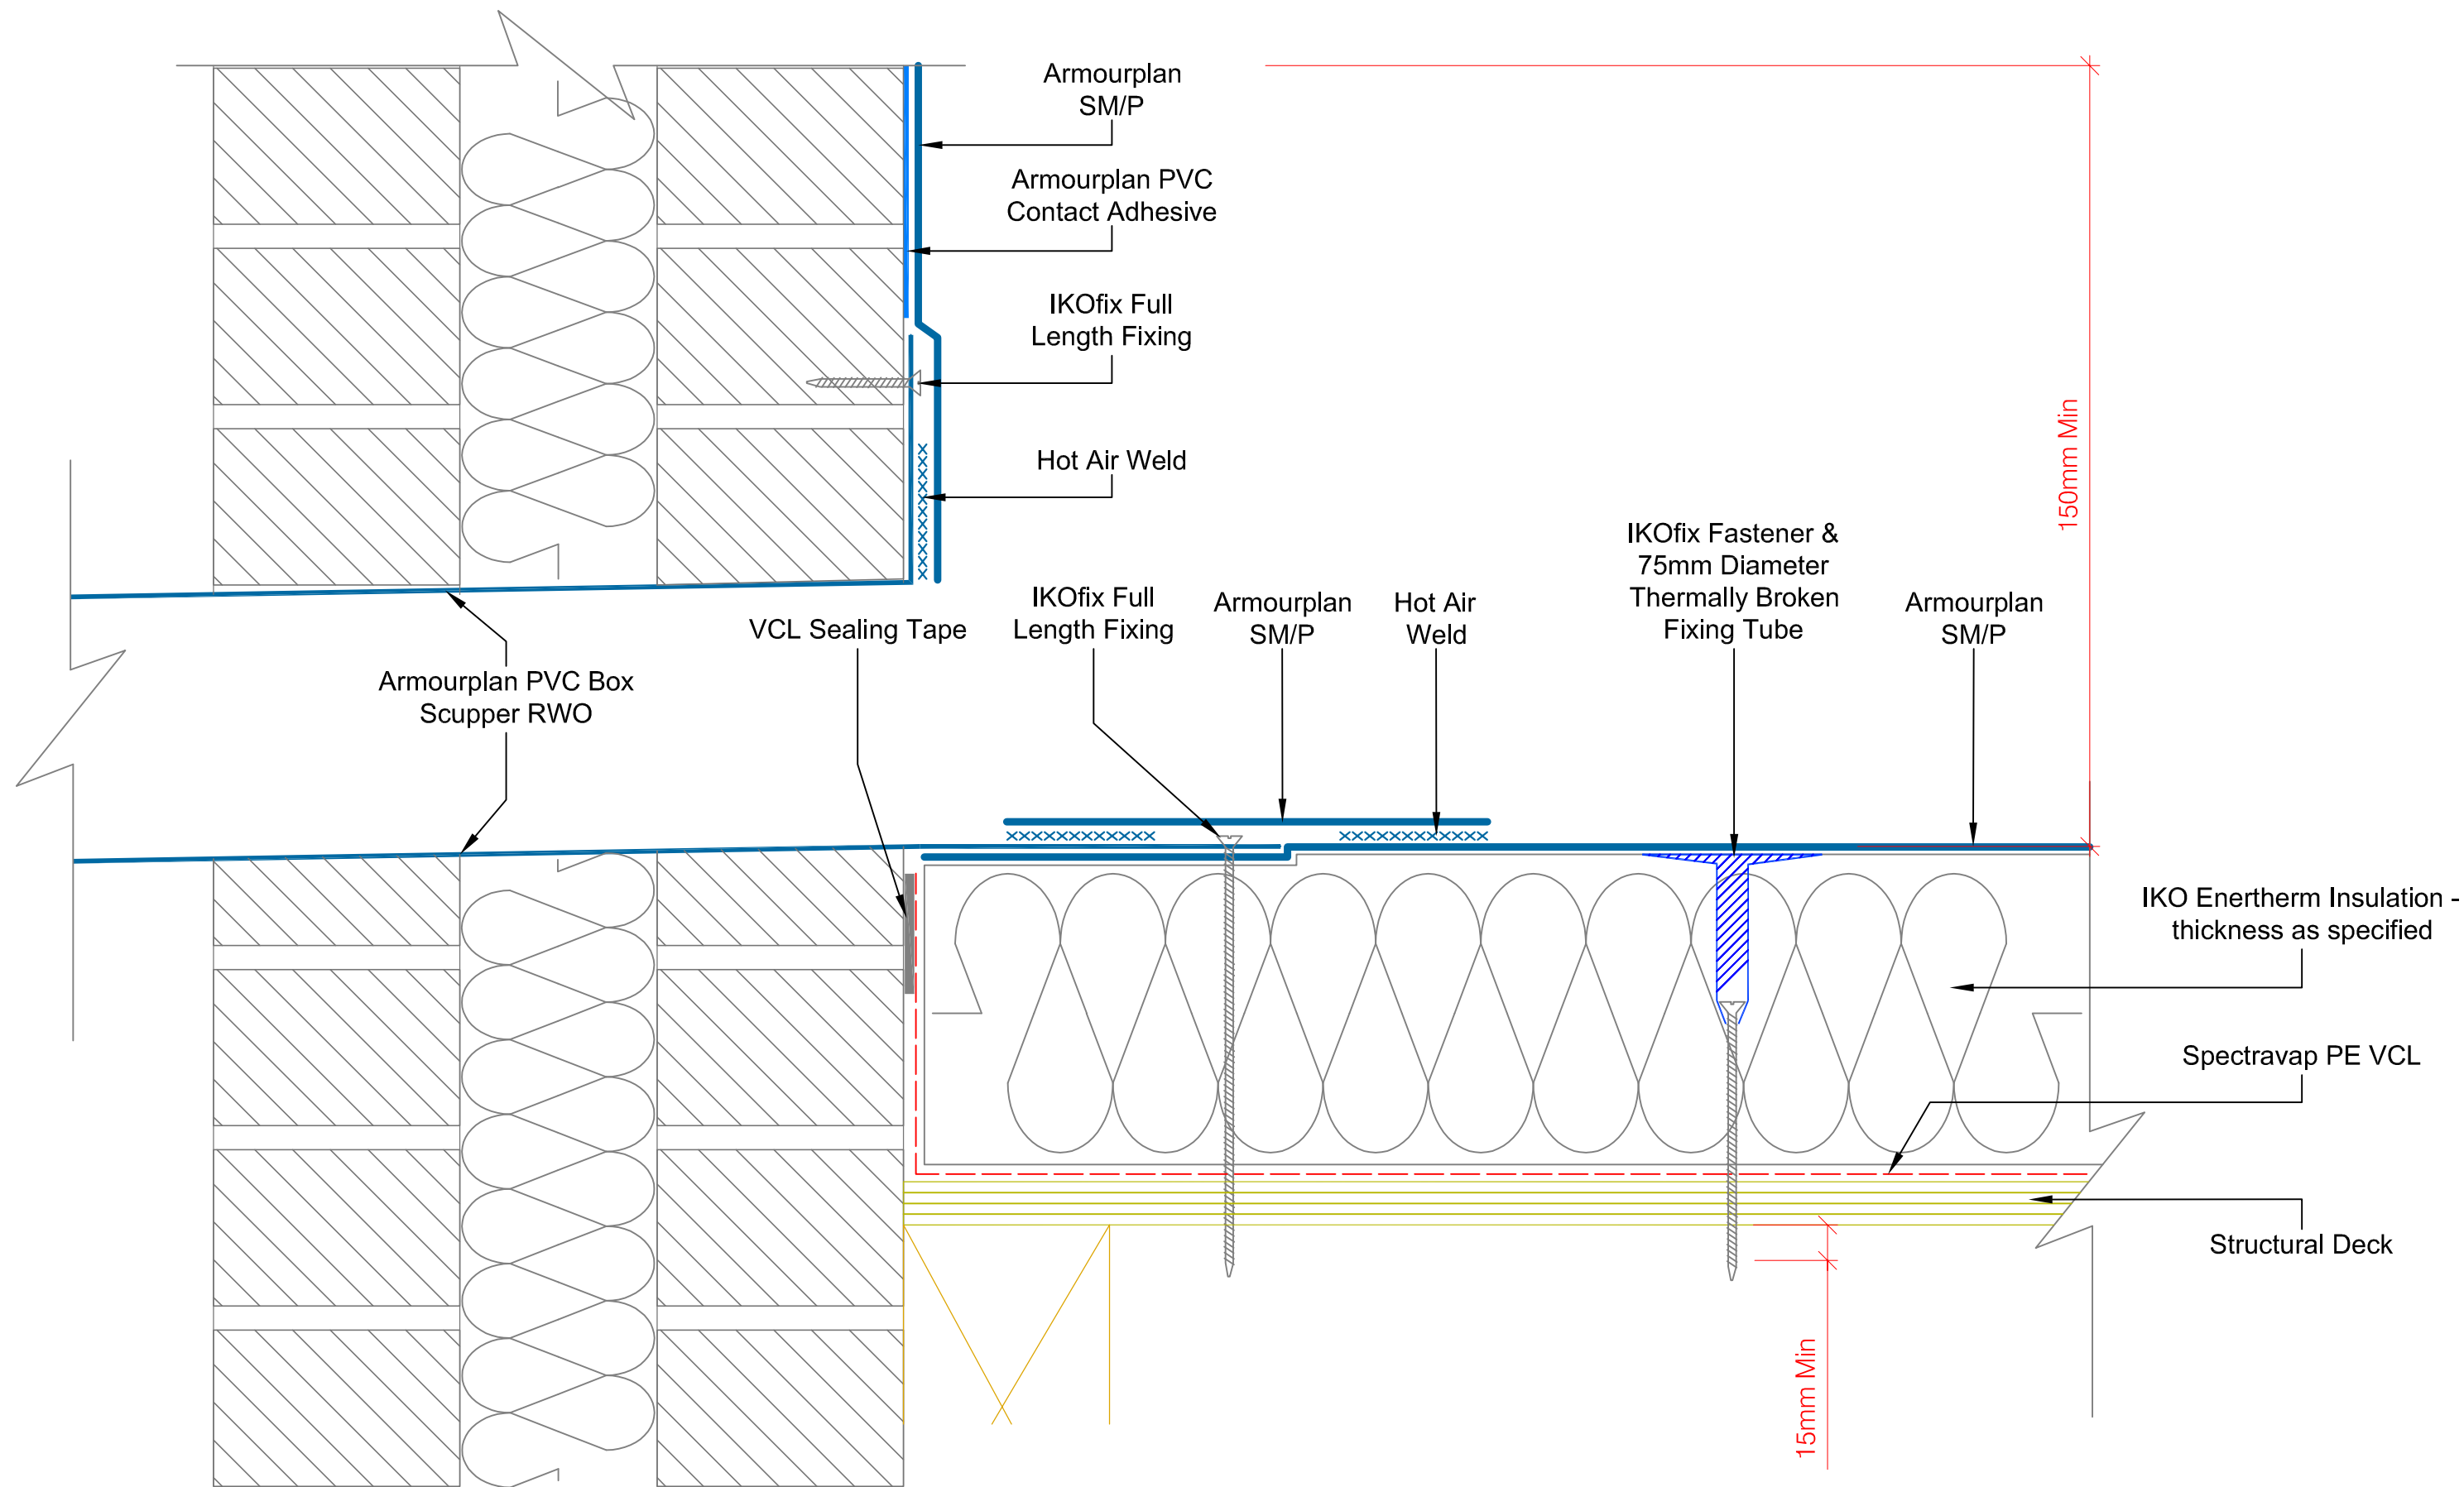 Armourplan
SM/P
Armourplan PVC
Contact Adhesive
IKOfix Full
Length Fixing
Hot Air Weld
150mm Min
IKOfix Fastener &
75mm Diameter
Thermally Broken
Fixing Tube
IKOfix Full
Length Fixing
Armourplan
SM/P
Hot Air
Weld
Armourplan
SM/P
VCL Sealing Tape
Armourplan PVC Box
Scupper RWO
IKO Enertherm Insulation -
thickness as specified
Spectravap PE VCL
Structural Deck
15mm Min